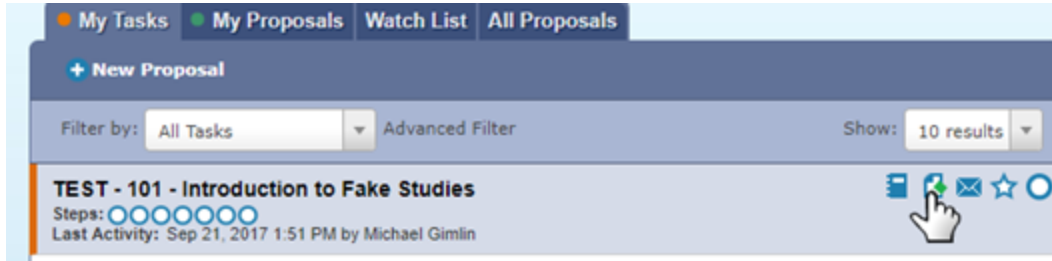 My Tasks My Proposals Watch List All Proposals
New Proposal
Filter by: All Tasks Advanced Filter Show: 10 results
TEST - 101 - Introduction to Fake Studies
Steps:
Last Activity: Sep 21, 2017 1:51 PM by Michael Gimlin